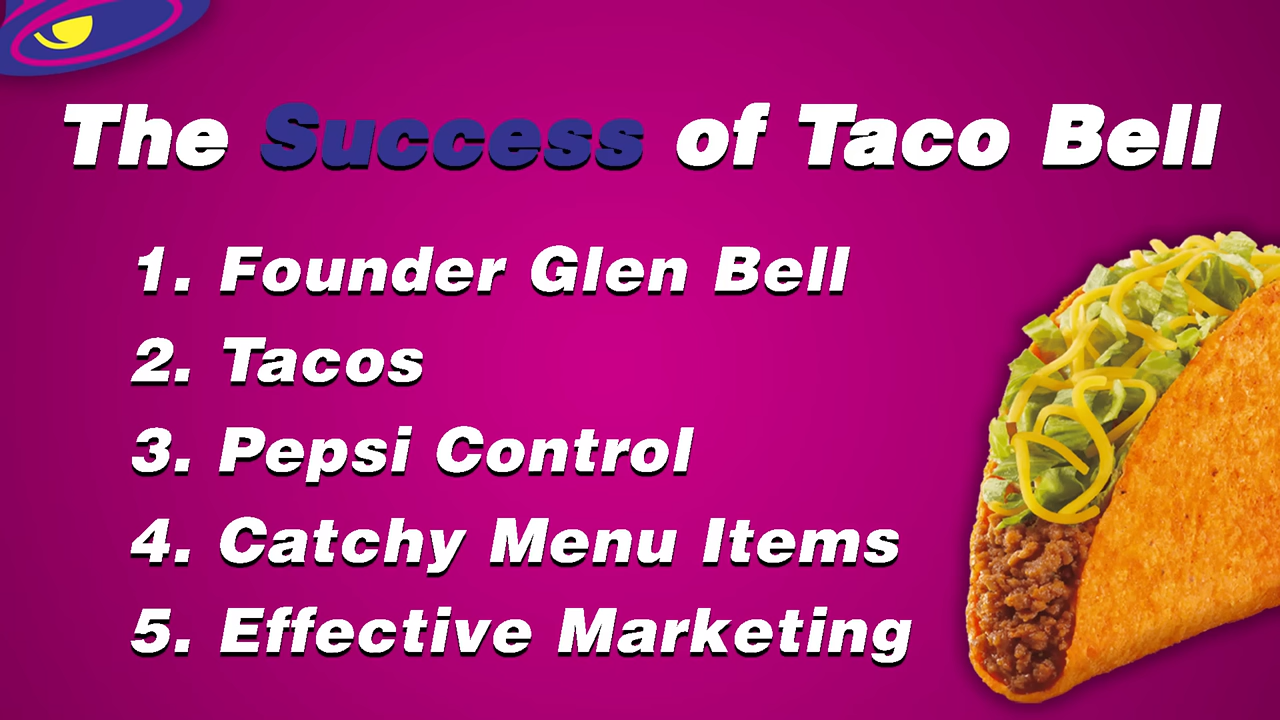 The Success of Taco Bell
1. Founder Glen Bell
2. Tacos
3. Pepsi Control
4. Catchy Menu Items
5. Effective Marketing